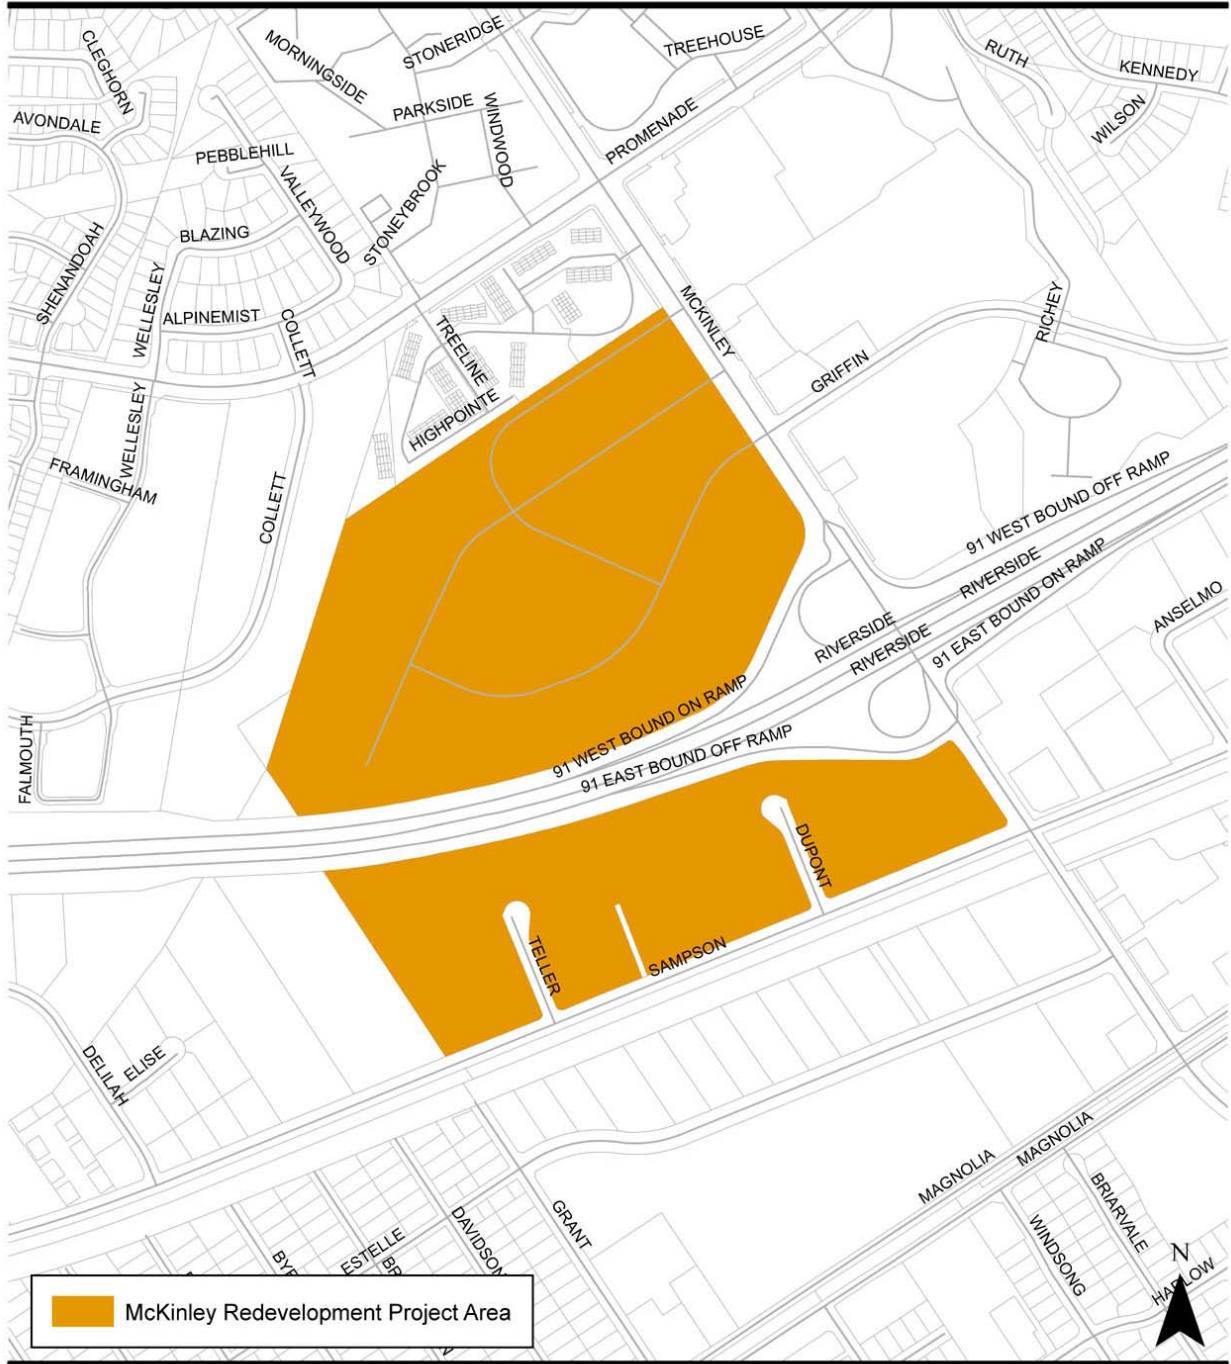 CLEGHORN
MORNINGSIDE
STONERIDGE
TREEHOUSE
RUTH
KENNEDY
AVONDALE
PARKSIDE
WINDWOOD
PROMENADE
WILSON
PEBBLEHILL
VALLEYWOOD
STONEYBROOK
SHENANDOAH
BLAZING
WELLESLEY
ALPINEMIST
COLLETT
TREELINE
MCKINLEY
RICHEY
GRIFFIN
HIGHPOINTE
WELLESLEY
FRAMINGHAM
COLLETT
91 WEST BOUND OFF RAMP
RIVERSIDE
91 EAST BOUND ON RAMP
RIVERSIDE
RIVERSIDE
ANSELMO
FALMOUTH
91 WEST BOUND ON RAMP
91 EAST BOUND OFF RAMP
DUPONT
TELLER
SAMPSON
DELILAH
ELISE
MAGNOLIA
MAGNOLIA
BRIARVALE
WINDSONG
GRANT
DAVIDSON
ESTELLE
N
McKinley Redevelopment Project Area